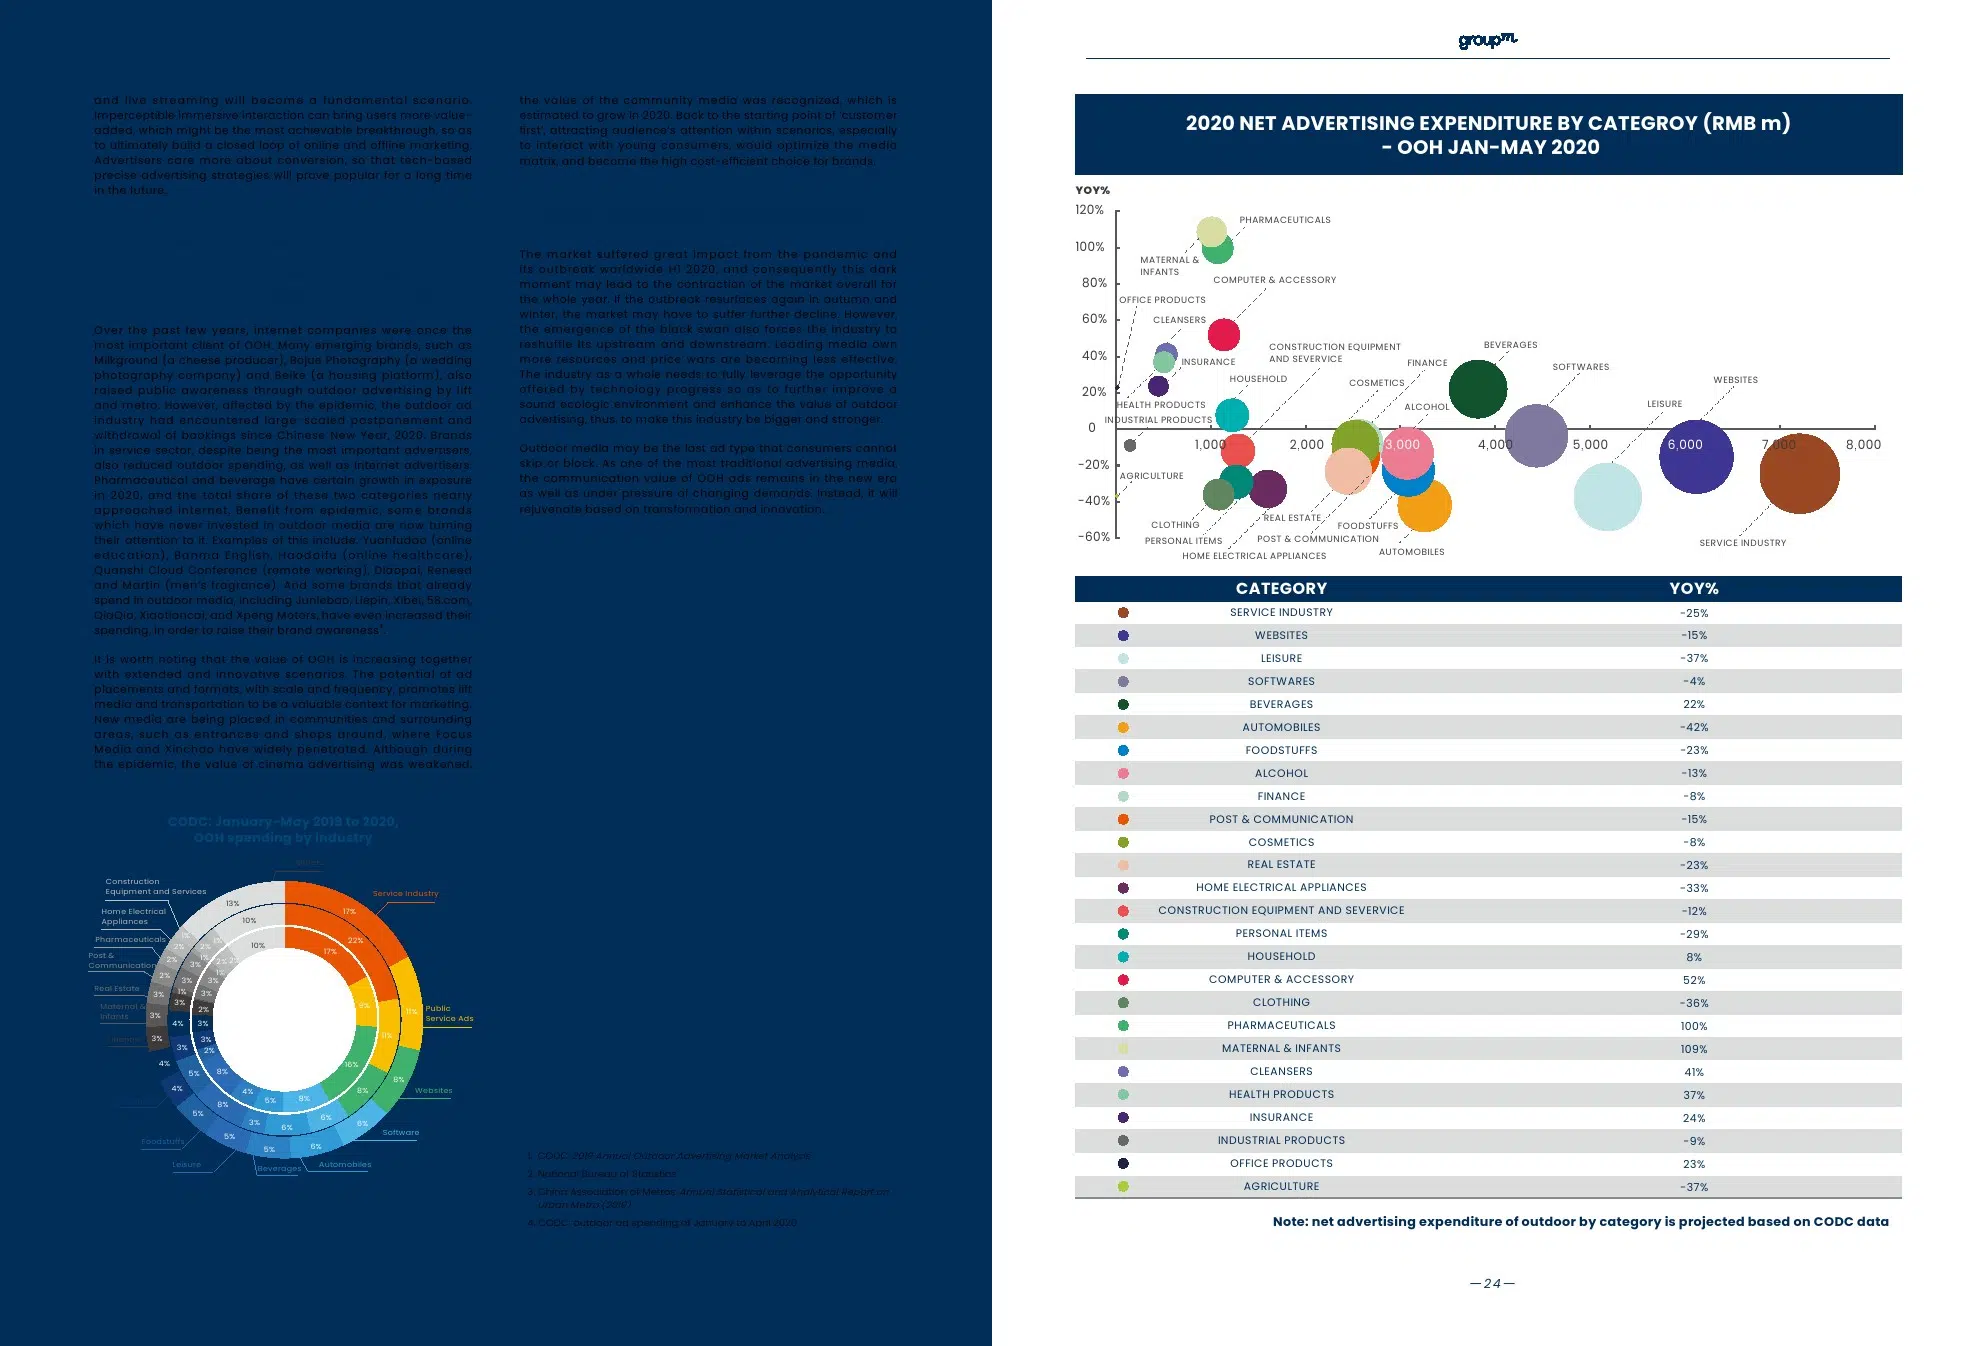 and live streaming will become a fundamental scenario.
Imperceptible immersive interaction can bring users more value-
added, which might be the most achievable breakthrough, so as
to ultimately build a closed loop of online and offline marketing.
Advertisers care more about conversion, so that tech-based
precise advertising strategies will prove popular for a long time
in the future.
Over the past few years, internet companies were once the
most important client of OOH. Many emerging brands, such as
Milkground (a cheese producer), Bojue Photography (a wedding
photography company) and Beike (a housing platform), also
raised public awareness through outdoor advertising by lift
and metro. However, affected by the epidemic, the outdoor ad
industry had encountered large-scaled postponement and
withdrawal of bookings since Chinese New Year, 2020. Brands
in service sector, despite being the most important advertisers,
also reduced outdoor spending, as well as internet advertisers.
Pharmaceutical and beverage have certain growth in exposure
in 2020, and the total share of these two categories nearly
approached internet. Benefit from epidemic, some brands
which have never invested in outdoor media are now turning
their attention to it. Examples of this include: Yuanfudao (online
education), Banma English, Haodaifu (online healthcare),
Quanshi Cloud Conference (remote working), Diaopai, Reneed
and Martin (men's fragrance). And some brands that already
spend in outdoor media, including Junlebao, Liepin, Xibei, 58.com,
QiaQia, Xiaotiancai, and Xpeng Motors, have even increased their
spending, in order to raise their brand awareness⁴.
It is worth noting that the value of OOH is increasing together
with extended and innovative scenarios. The potential of ad
placements and formats, with scale and frequency, promotes lift
media and transportation to be a valuable context for marketing.
New media are being placed in communities and surrounding
areas, such as entrances and shops around, where Focus
Media and Xinchao have widely penetrated. Although during
the epidemic, the value of cinema advertising was weakened,
CODC: January-May 2019 to 2020,
OOH spending by industry
Construction
Equipment and Services
Home Electrical
Appliances
Pharmaceuticals
Post &
Communication
Real Estate
Maternal &
Infants
Foodstuffs
Leisure
Beverages
Automobiles
Software
Websites
Public
Service Ads
Service Industry
13%
10%
10%
17%
22%
17%
11%
11%
9%
8%
8%
16%
6%
6%
8%
6%
6%
5%
5%
3%
4%
5%
8%
8%
5%
5%
2%
4%
3%
3%
4%
4%
3%
3%
3%
2%
3%
3%
1%
3%
2%
3%
2%
3%
the value of the community media was recognized, which is
estimated to grow in 2020. Back to the starting point of 'customer
first', attracting audience's attention within scenarios, especially
to interact with young consumers, would optimize the media
matrix, and become the high cost-efficient choice for brands.
The market suffered great impact from the pandemic and
its outbreak worldwide H1 2020, and consequently this dark
moment may lead to the contraction of the market overall for
the whole year. If the outbreak resurfaces again in autumn and
winter, the market may have to suffer further decline. However,
the emergence of the black swan also forces the industry to
reshuffle its upstream and downstream. Leading media own
more resources and price wars are becoming less effective.
The industry as a whole needs to fully leverage the opportunity
offered by technology progress so as to further improve a
sound ecologic environment and enhance the value of outdoor
advertising, thus, to make this industry be bigger and stronger.
Outdoor media may be the last ad type that consumers cannot
skip or block. As one of the most traditional advertising media,
the communication value of OOH ads remains in the new era
as well as under pressure of changing demands. Instead, it will
rejuvenate based on transformation and innovation.
1. CODC: 2019 Annual Outdoor Advertising Market Analysis
2. National Bureau of Statistics
3. China Association of Metros: Annual Statistical and Analytical Report on
Urban Metro (2019)
4. CODC: outdoor ad spending of January to April 2020
groupm
2020 NET ADVERTISING EXPENDITURE BY CATEGROY (RMB m)
- OOH JAN-MAY 2020
YOY%
120%
100%
80%
60%
40%
20%
0
-20%
-40%
-60%
1,000
2,000
3,000
4,000
5,000
6,000
7,000
8,000
PHARMACEUTICALS
MATERNAL &
INFANTS
COMPUTER & ACCESSORY
OFFICE PRODUCTS
CLEANSERS
INSURANCE
CONSTRUCTION EQUIPMENT
AND SEVERVICE
FINANCE
BEVERAGES
SOFTWARES
WEBSITES
HOUSEHOLD
COSMETICS
HEALTH PRODUCTS
ALCOHOL
LEISURE
INDUSTRIAL PRODUCTS
AGRICULTURE
CLOTHING
REAL ESTATE
FOODSTUFFS
PERSONAL ITEMS
POST & COMMUNICATION
SERVICE INDUSTRY
HOME ELECTRICAL APPLIANCES
AUTOMOBILES
CATEGORY YOY%
SERVICE INDUSTRY -25%
WEBSITES -15%
LEISURE -37%
SOFTWARES -4%
BEVERAGES 22%
AUTOMOBILES -42%
FOODSTUFFS -23%
ALCOHOL -13%
FINANCE -8%
POST & COMMUNICATION -15%
COSMETICS -8%
REAL ESTATE -23%
HOME ELECTRICAL APPLIANCES -33%
CONSTRUCTION EQUIPMENT AND SEVERVICE -12%
PERSONAL ITEMS -29%
HOUSEHOLD 8%
COMPUTER & ACCESSORY 52%
CLOTHING -36%
PHARMACEUTICALS 100%
MATERNAL & INFANTS 109%
CLEANSERS 41%
HEALTH PRODUCTS 37%
INSURANCE 24%
INDUSTRIAL PRODUCTS -9%
OFFICE PRODUCTS 23%
AGRICULTURE -37%
Note: net advertising expenditure of outdoor by category is projected based on CODC data
—24—